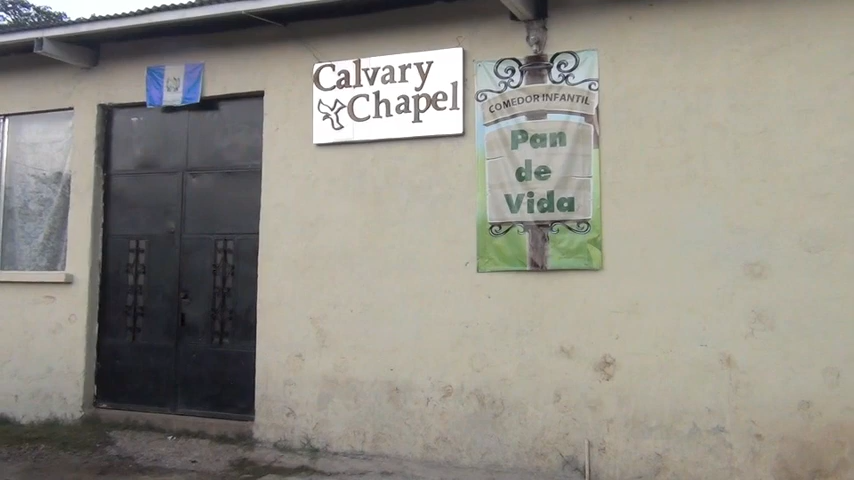 Calvary
Chapel
COMEDOR INFANTIL
Pan
de
Vida